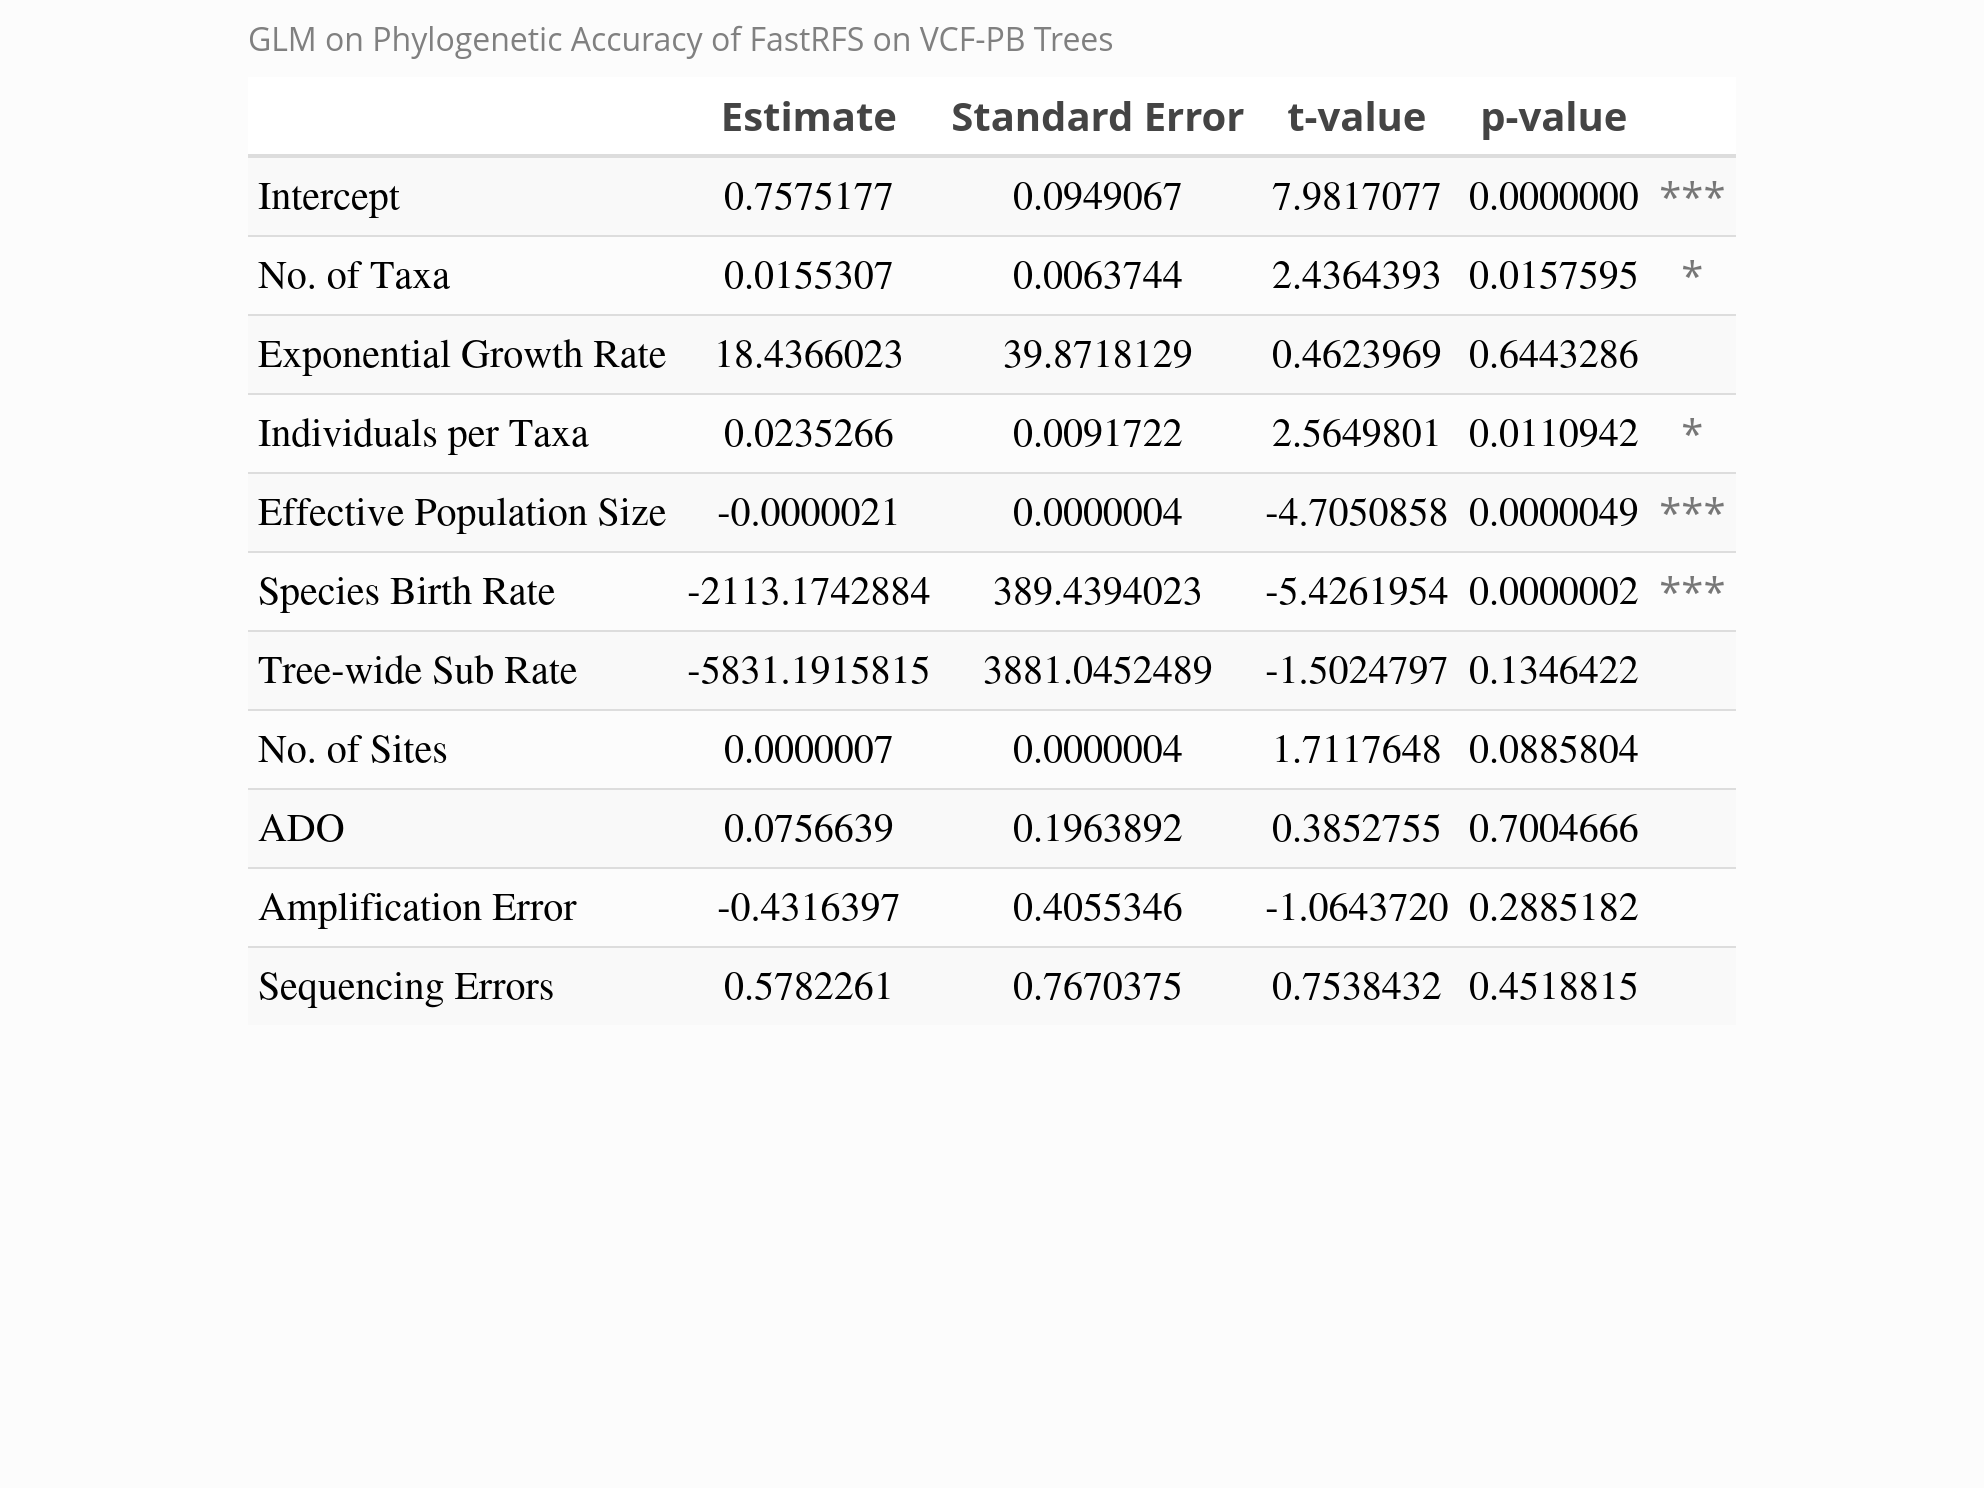 GLM on Phylogenetic Accuracy of FastRFS on VCF-PB Trees
Estimate Standard Error t-value p-value
Intercept 0.7575177 0.0949067 7.9817077 0.0000000 ***
No. of Taxa 0.0155307 0.0063744 2.4364393 0.0157595 *
Exponential Growth Rate 18.4366023 39.8718129 0.4623969 0.6443286
Individuals per Taxa 0.0235266 0.0091722 2.5649801 0.0110942 *
Effective Population Size -0.0000021 0.0000004 -4.7050858 0.0000049 ***
Species Birth Rate -2113.1742884 389.4394023 -5.4261954 0.0000002 ***
Tree-wide Sub Rate -5831.1915815 3881.0452489 -1.5024797 0.1346422
No. of Sites 0.0000007 0.0000004 1.7117648 0.0885804
ADO 0.0756639 0.1963892 0.3852755 0.7004666
Amplification Error -0.4316397 0.4055346 -1.0643720 0.2885182
Sequencing Errors 0.5782261 0.7670375 0.7538432 0.4518815